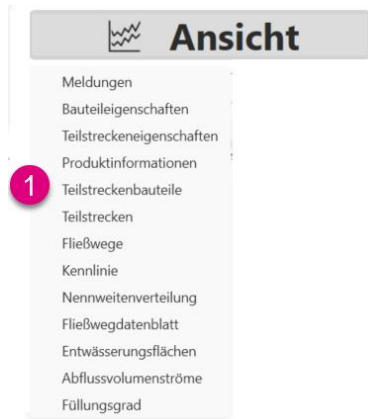 Ansicht
Meldungen
Bauteileigenschaften
Teilstreckeneigenschaften
Produktinformationen
1 Teilstreckenbauteile
Teilstrecken
Fließwege
Kennlinie
Nennweitenverteilung
Fließwegdatenblatt
Entwässerungsflächen
Abflussvolumenströme
Füllungsgrad